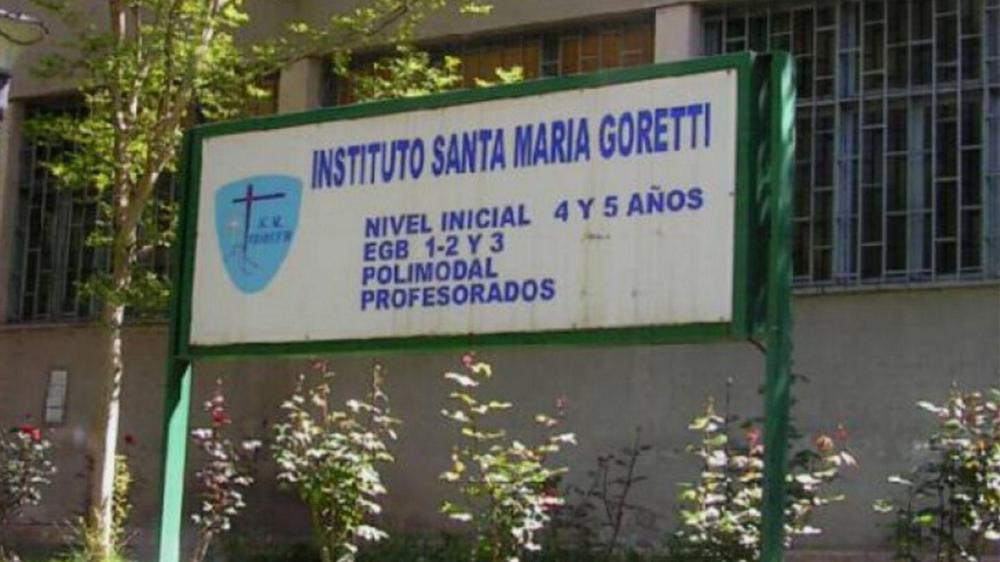 INSTITUTO SANTA MARIA GORETTI
NIVEL INICIAL 4 Y 5 AÑOS
EGB 1-2 Y 3
POLIMODAL
PROFESORADOS